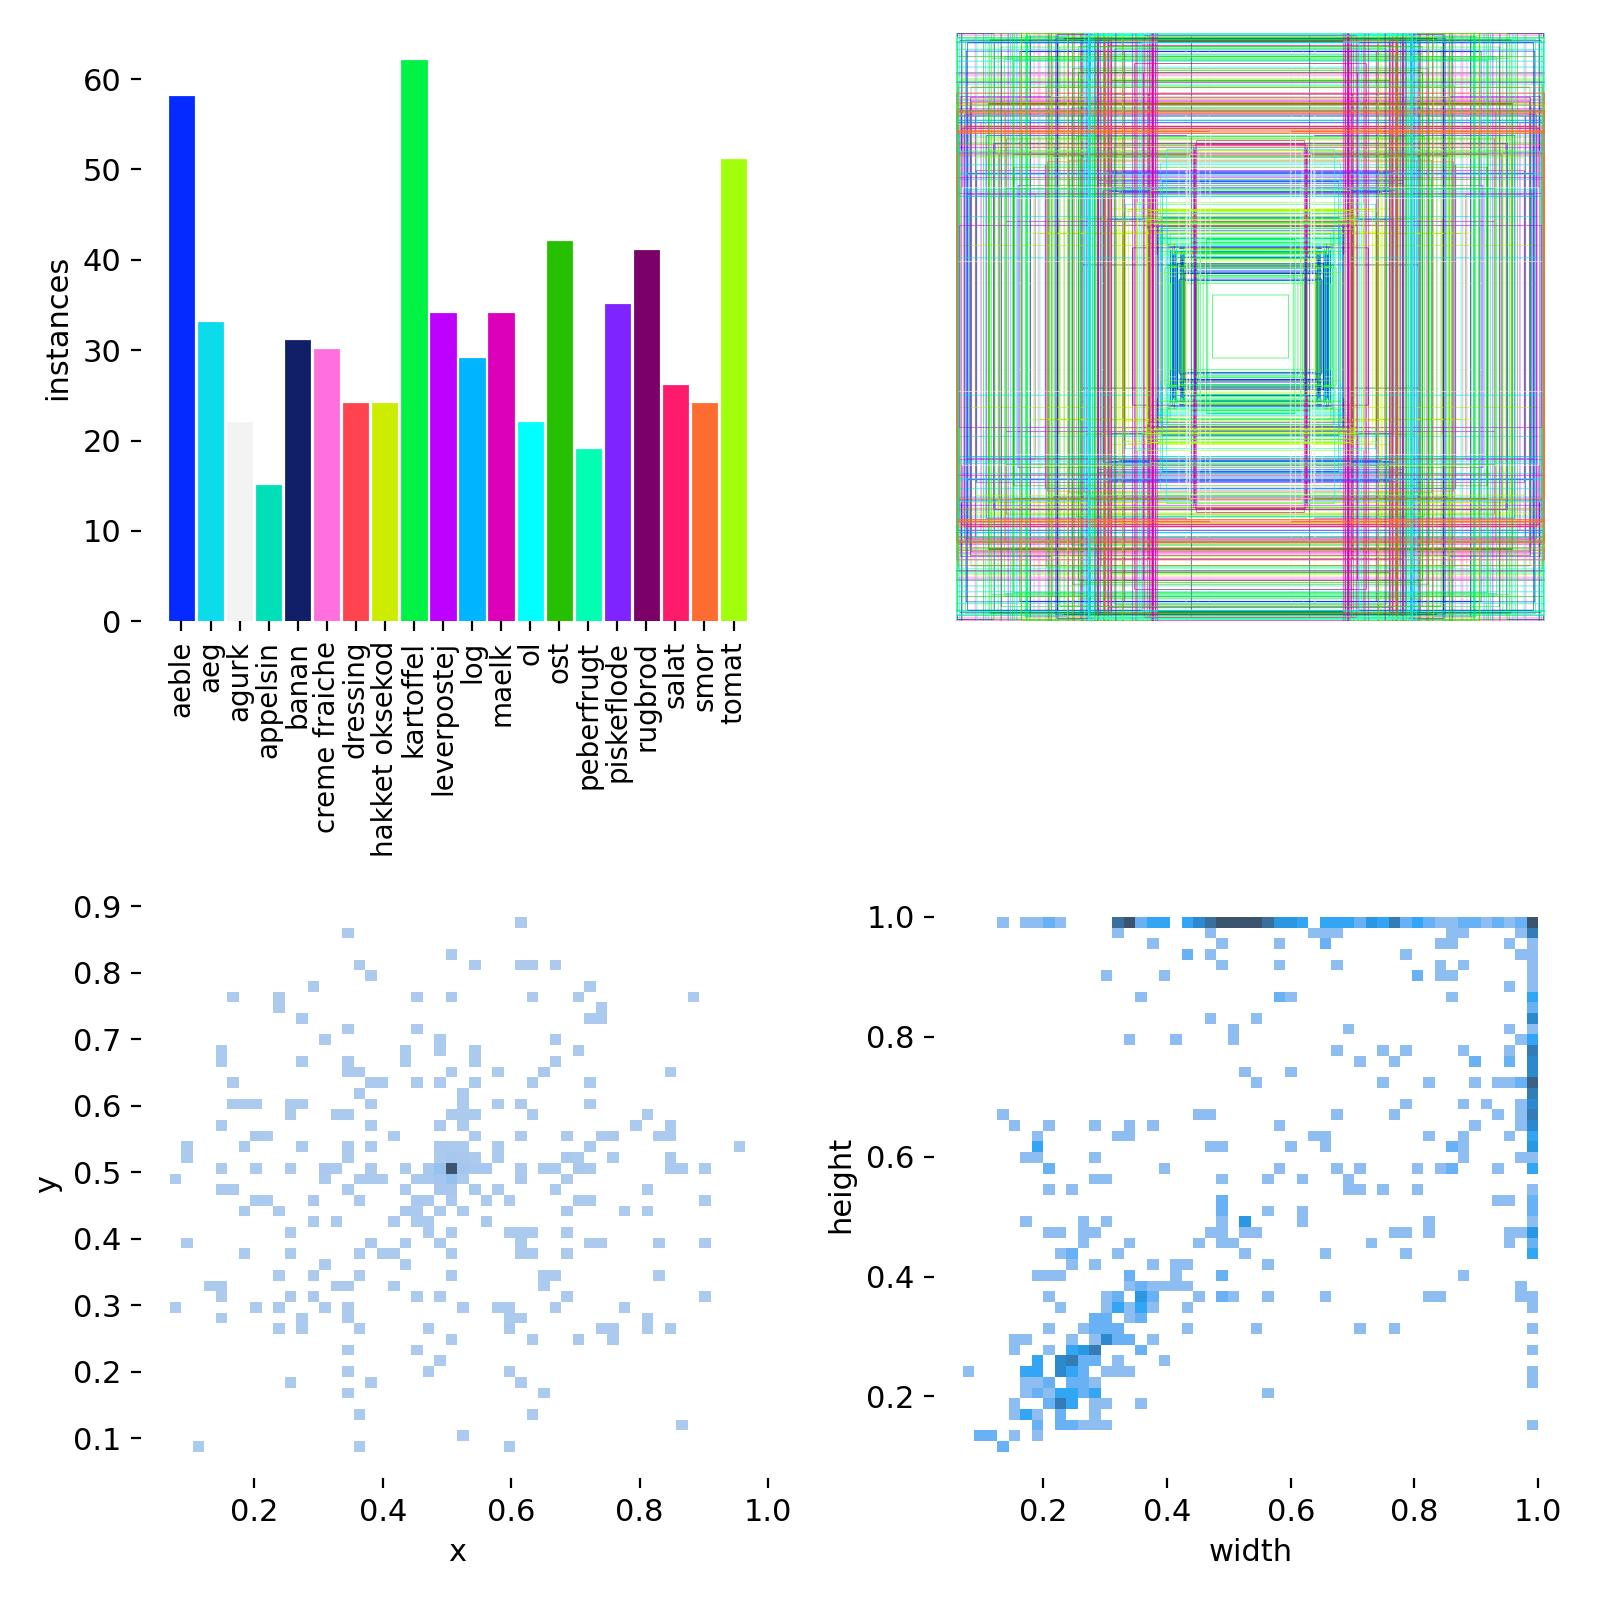 60
50
40
30
20
10
0
instances
aeble
aeg
agurk
appelsin
banan
creme fraiche
dressing
hakket oksekod
kartoffel
leverpostej
log
maelk
ol
ost
peberfrugt
piskeflode
rugbrod
salat
smor
tomat
0.9
0.8
0.7
0.6
0.5
0.4
0.3
0.2
0.1
y
0.2 0.4 0.6 0.8 1.0
x
1.0
0.8
0.6
0.4
0.2
height
0.2 0.4 0.6 0.8 1.0
width